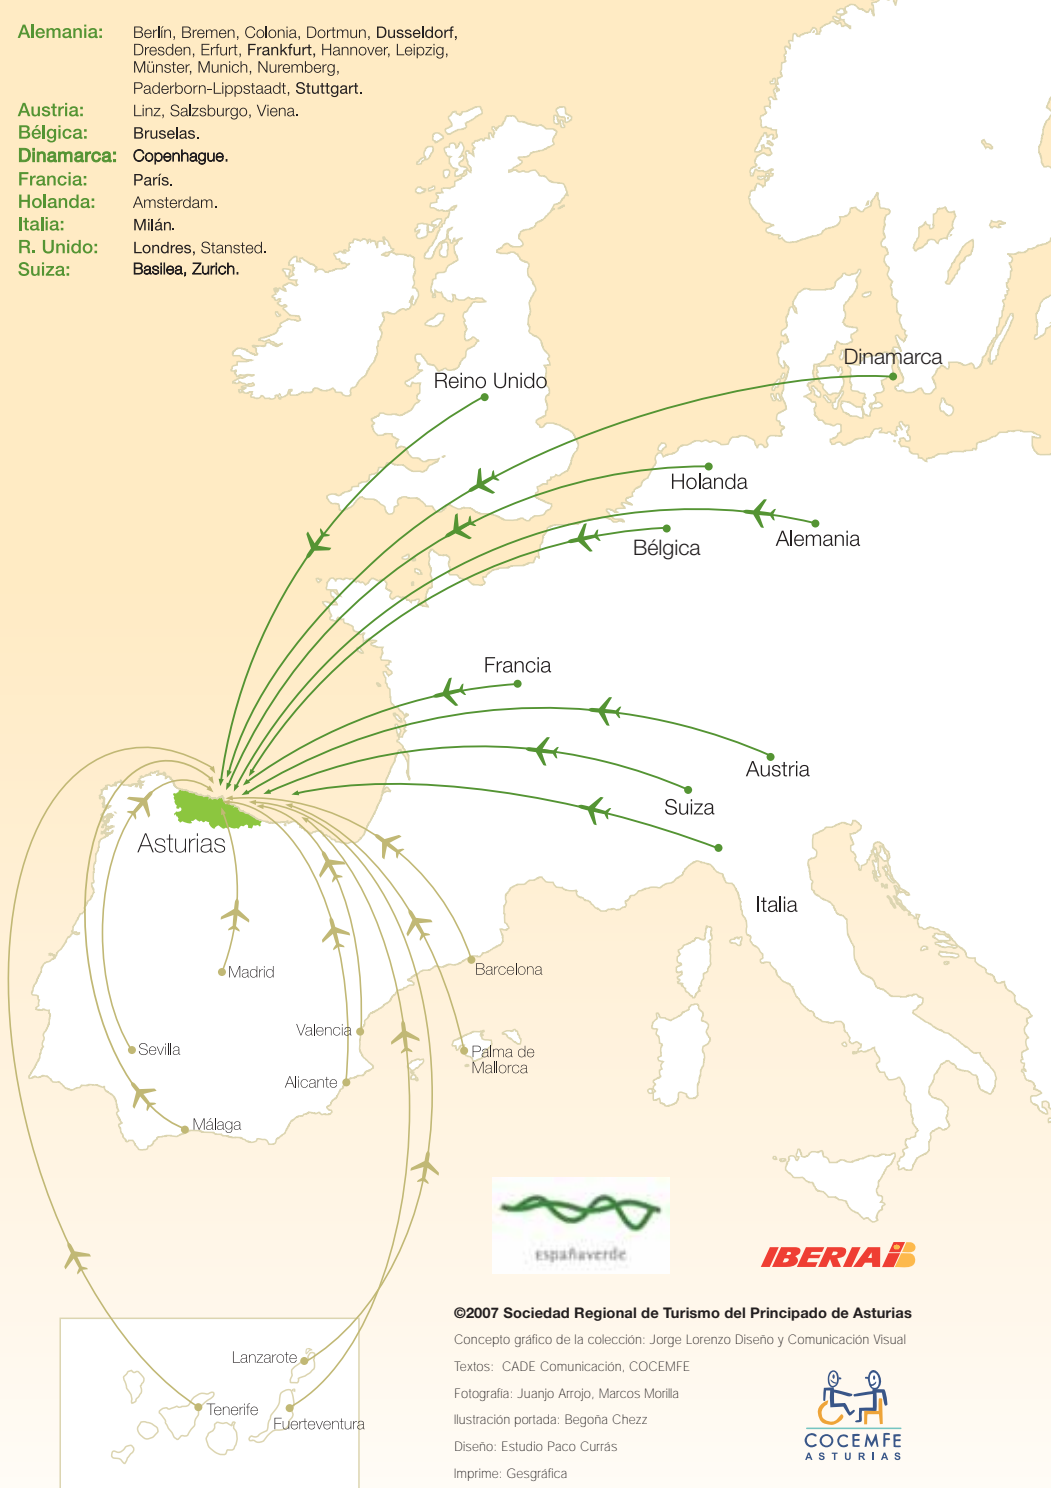 Alemania: Berlín, Bremen, Colonia, Dortmun, Dusseldorf,
Dresden, Erfurt, Frankfurt, Hannover, Leipzig,
Münster, Munich, Nuremberg,
Paderborn-Lippstaadt, Stuttgart.
Austria: Linz, Salzsburgo, Viena.
Bélgica: Bruselas.
Dinamarca: Copenhague.
Francia: París.
Holanda: Amsterdam.
Italia: Milán.
R. Unido: Londres, Stansted.
Suiza: Basilea, Zurich.
Dinamarca
Reino Unido
Holanda
Alemania
Bélgica
Francia
Austria
Suiza
Asturias
Italia
Madrid
Barcelona
Valencia
Sevilla
Palma de
Mallorca
Alicante
Málaga
españaverde
IBERIA IB
©2007 Sociedad Regional de Turismo del Principado de Asturias
Concepto gráfico de la colección: Jorge Lorenzo Diseño y Comunicación Visual
Textos: CADE Comunicación, COCEMFE
Fotografía: Juanjo Arrojo, Marcos Morilla
Ilustración portada: Begoña Chezz
Diseño: Estudio Paco Currás
Imprime: Gesgráfica
Lanzarote
Tenerife
Fuerteventura
COCEMFE
ASTURIAS